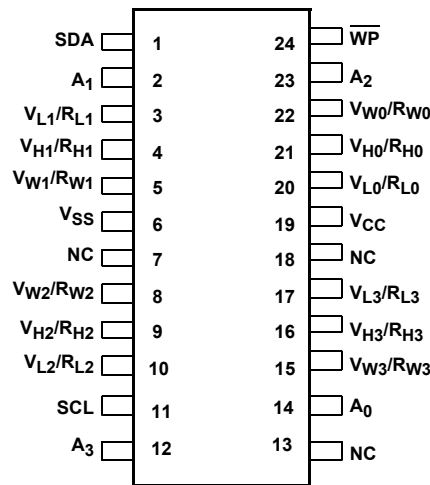 SDA 1 24 W̅P̅
A1 2 23 A2
VL1/RL1 3 22 VW0/RW0
VH1/RH1 4 21 VH0/RH0
VW1/RW1 5 20 VL0/RL0
VSS 6 19 VCC
NC 7 18 NC
VW2/RW2 8 17 VL3/RL3
VH2/RH2 9 16 VH3/RH3
VL2/RL2 10 15 VW3/RW3
SCL 11 14 A0
A3 12 13 NC